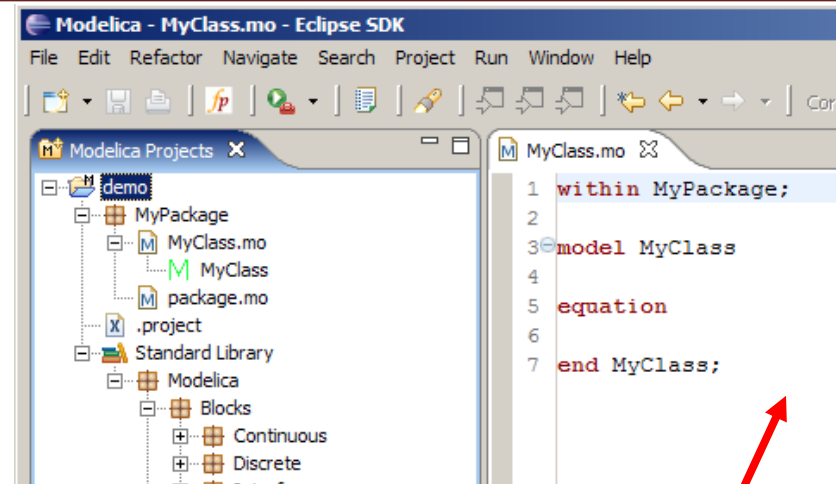 Modelica - MyClass.mo - Eclipse SDK
File Edit Refactor Navigate Search Project Run Window Help
fp
Modelica Projects
demo
MyPackage
MyClass.mo
MyClass
package.mo
.project
Standard Library
Modelica
Blocks
Continuous
Discrete
MyClass.mo
1 within MyPackage;
2
3 model MyClass
4
5 equation
6
7 end MyClass;